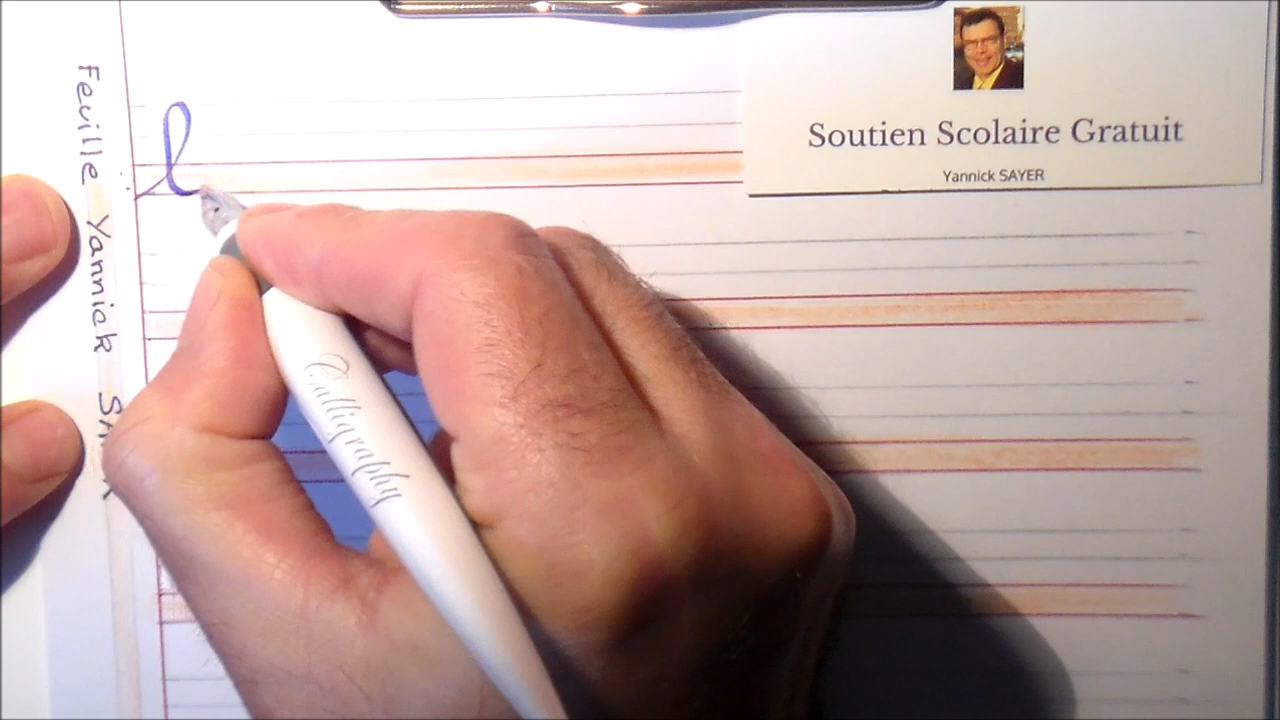 Soutien Scolaire Gratuit
Yannick SAYER
Feuille Yannick
l
Calligraphy